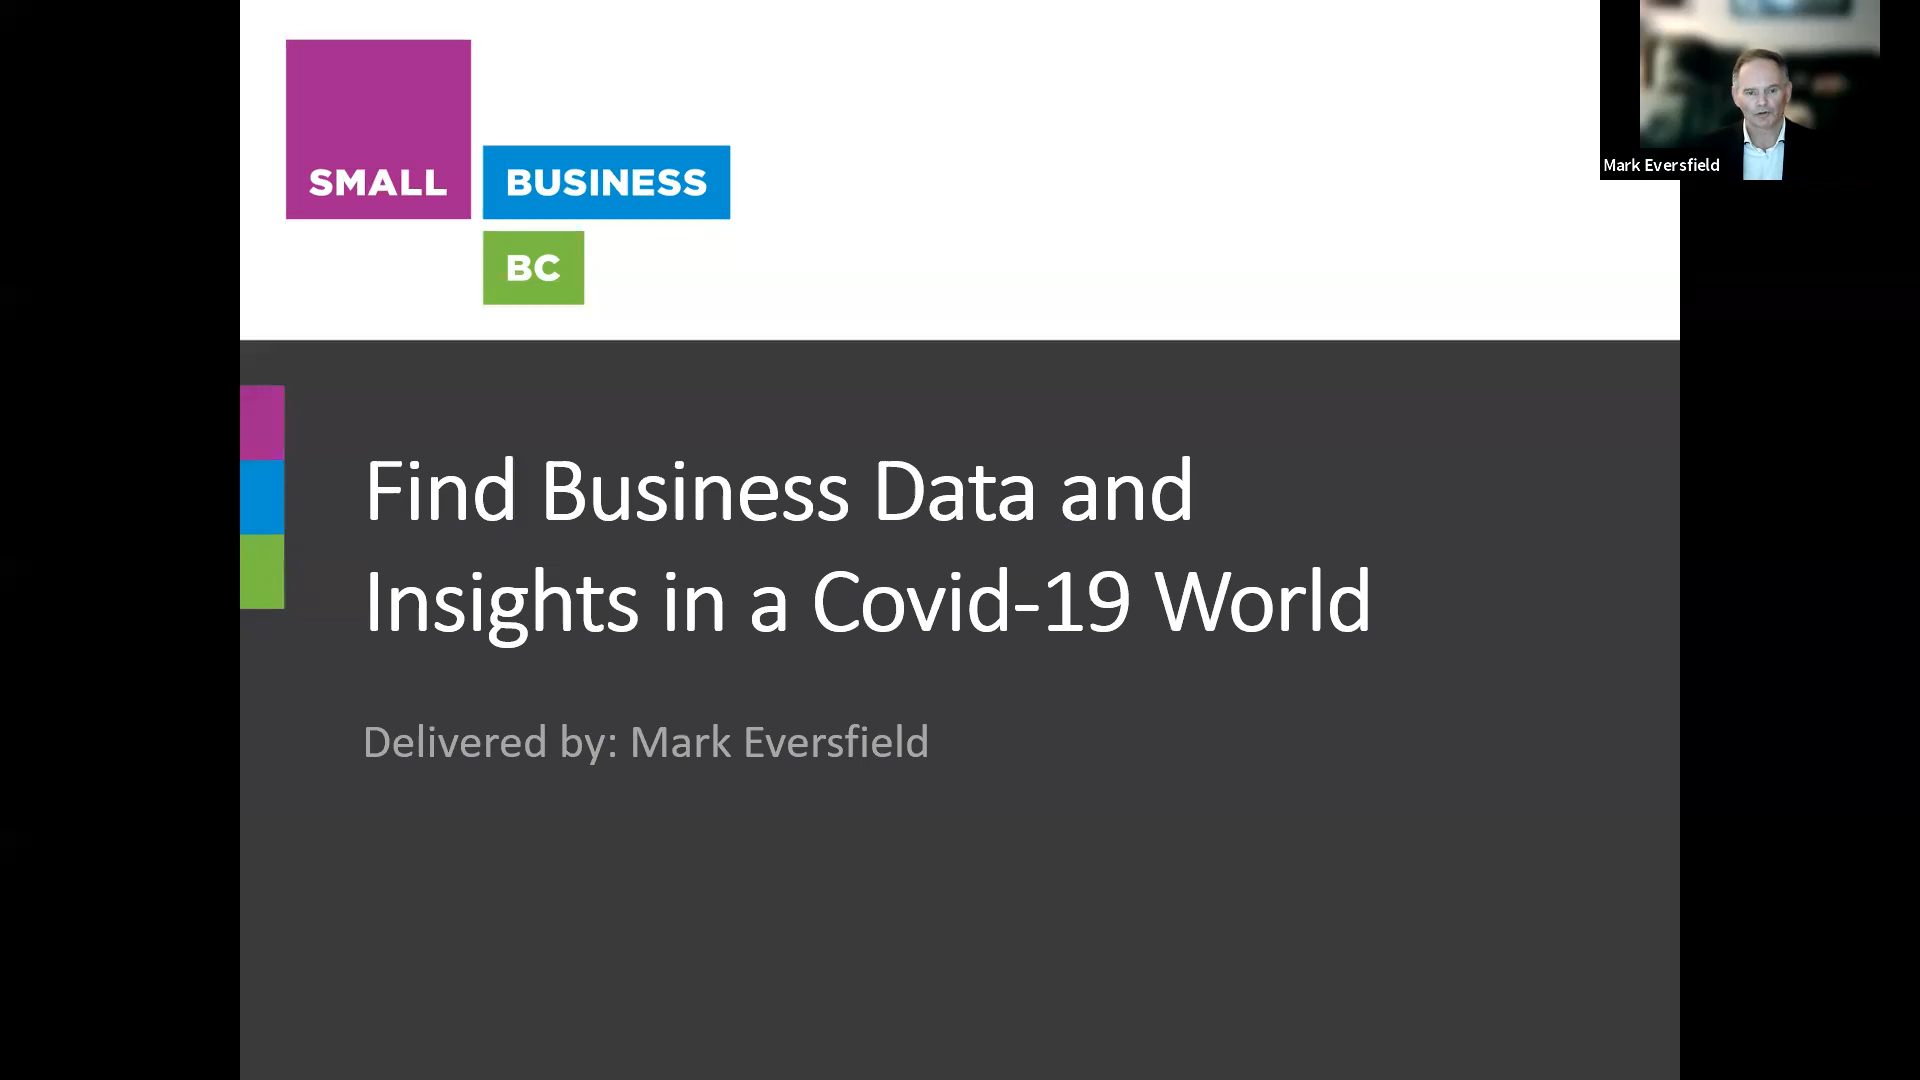 SMALL
BUSINESS
BC
Mark Eversfield
Find Business Data and
Insights in a Covid-19 World
Delivered by: Mark Eversfield